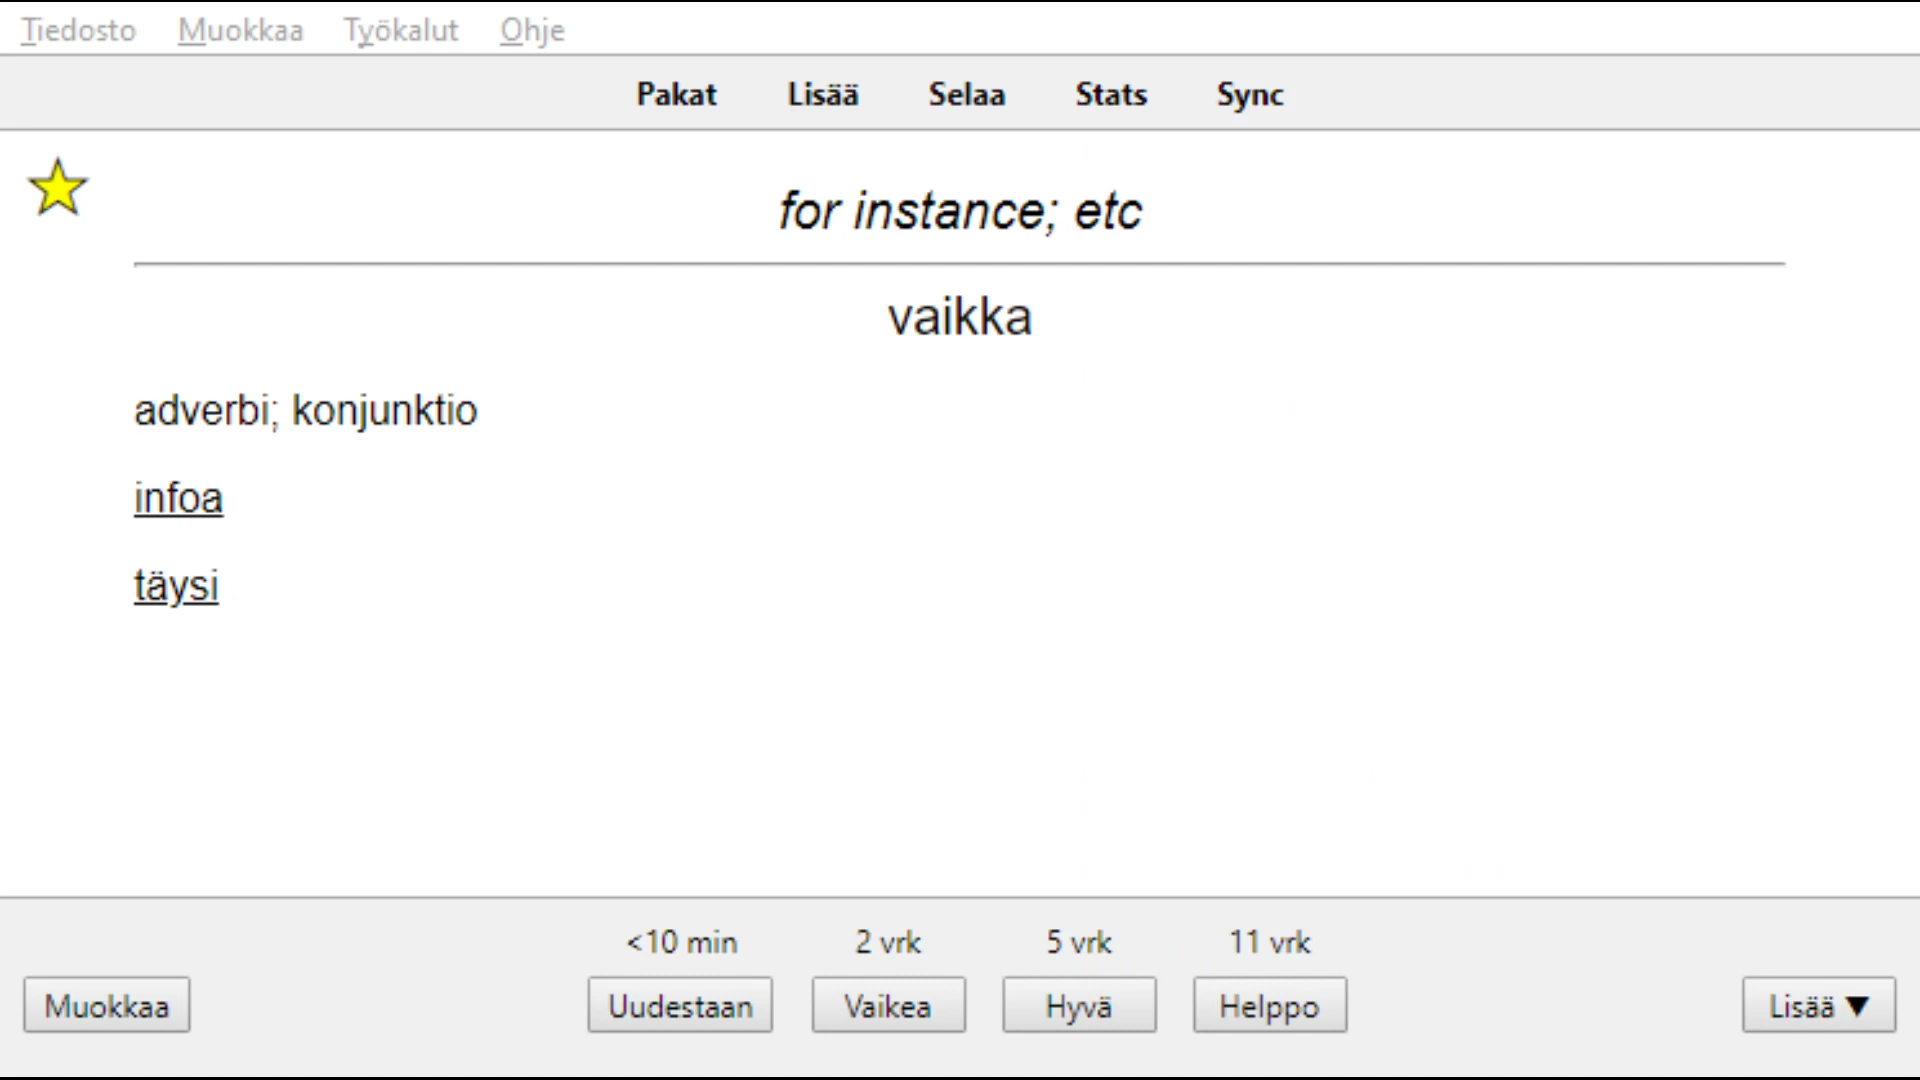 Tiedosto Muokkaa Työkalut Ohje
Pakat Lisää Selaa Stats Sync
for instance; etc
vaikka
adverbi; konjunktio
infoa
täysi
<10 min 2 vrk 5 vrk 11 vrk
Muokkaa Uudestaan Vaikea Hyvä Helppo Lisää ▼